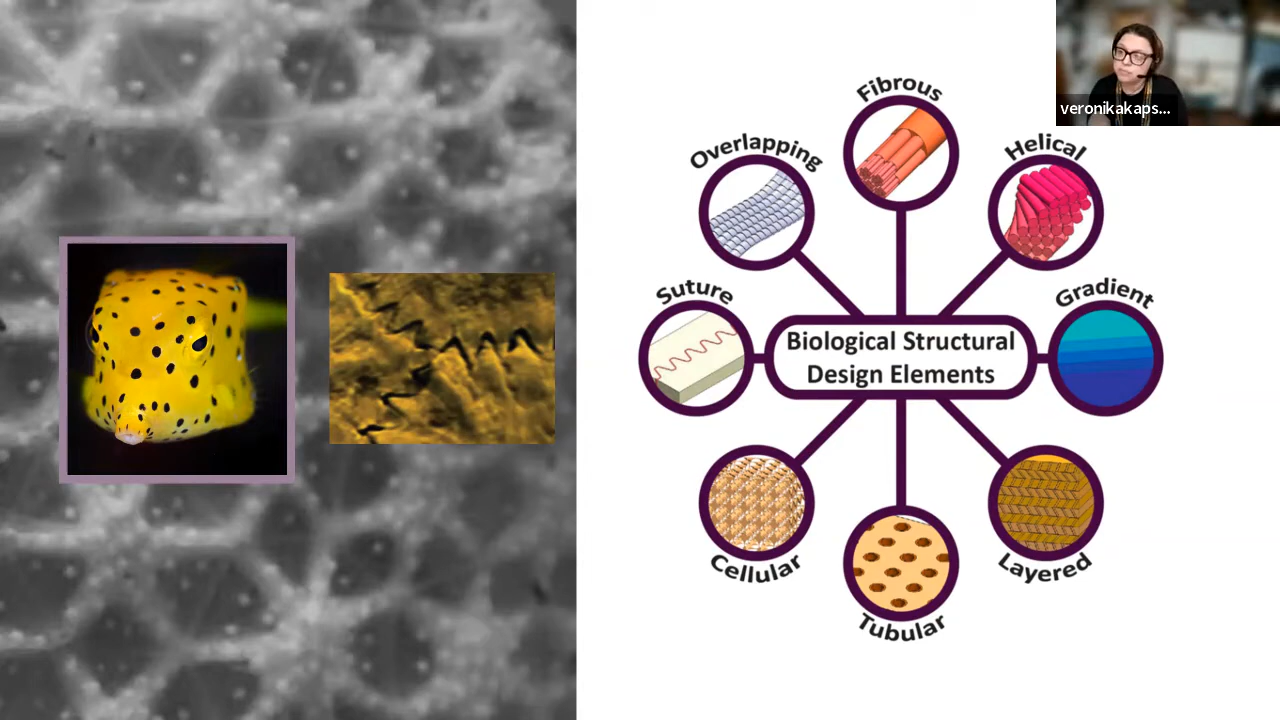 veronikakaps...
Fibrous
Overlapping
Helical
Suture
Gradient
Biological Structural
Design Elements
Cellular
Layered
Tubular